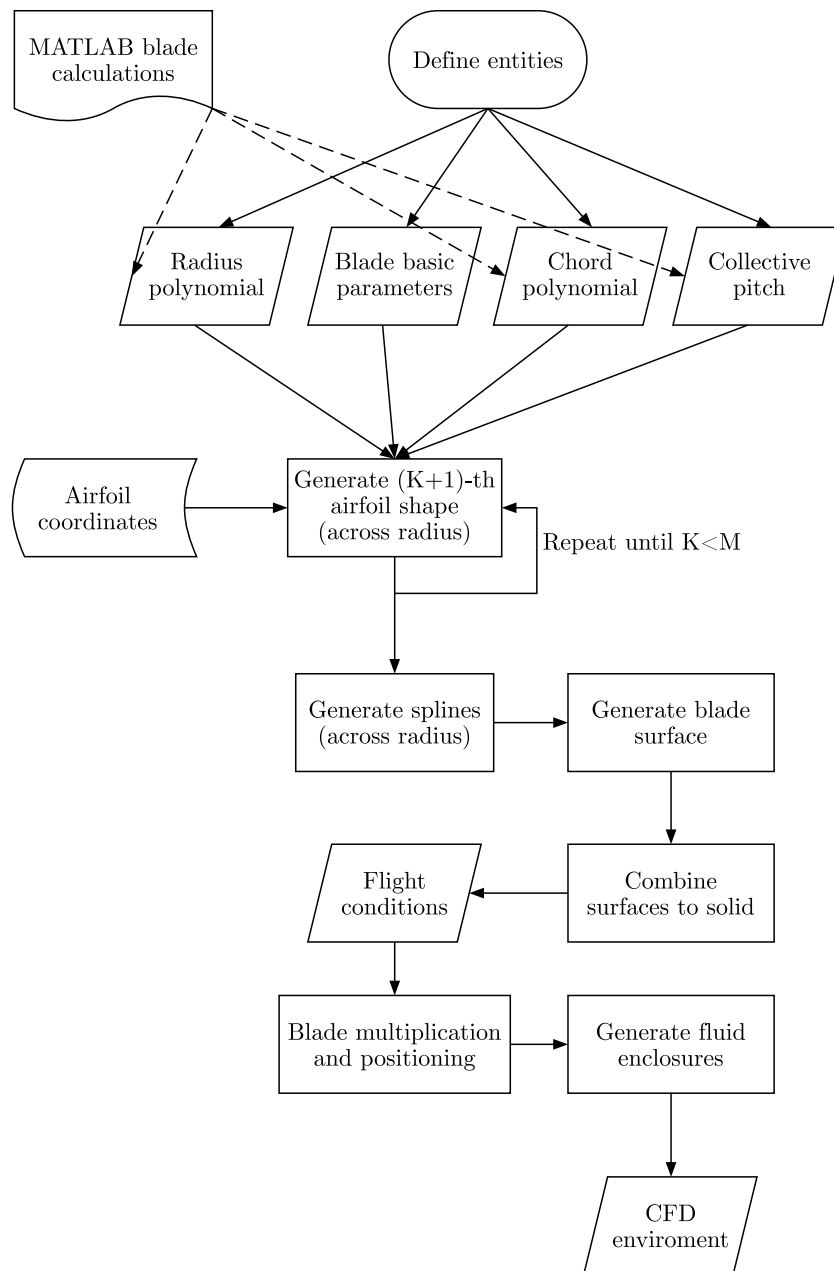 MATLAB blade
calculations
Define entities
Radius
polynomial
Blade basic
parameters
Chord
polynomial
Collective
pitch
Airfoil
coordinates
Generate (K+1)-th
airfoil shape
(across radius)
Repeat until K<M
Generate splines
(across radius)
Generate blade
surface
Flight
conditions
Combine
surfaces to solid
Blade multiplication
and positioning
Generate fluid
enclosures
CFD
enviroment